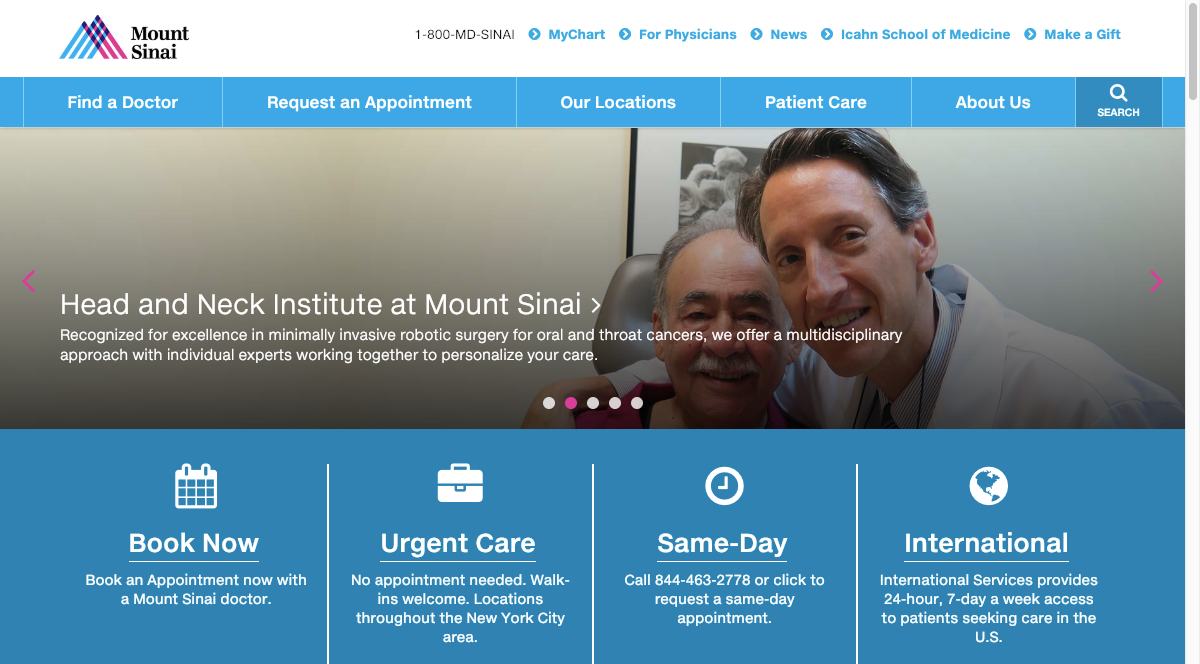 Mount
Sinai
1-800-MD-SINAI
MyChart
For Physicians
News
Icahn School of Medicine
Make a Gift
Find a Doctor
Request an Appointment
Our Locations
Patient Care
About Us
SEARCH
Head and Neck Institute at Mount Sinai
Recognized for excellence in minimally invasive robotic surgery for oral and throat cancers, we offer a multidisciplinary
approach with individual experts working together to personalize your care.
Book Now
Book an Appointment now with
a Mount Sinai doctor.
Urgent Care
No appointment needed. Walk-
ins welcome. Locations
throughout the New York City
area.
Same-Day
Call 844-463-2778 or click to
request a same-day
appointment.
International
International Services provides
24-hour, 7-day a week access
to patients seeking care in the
U.S.